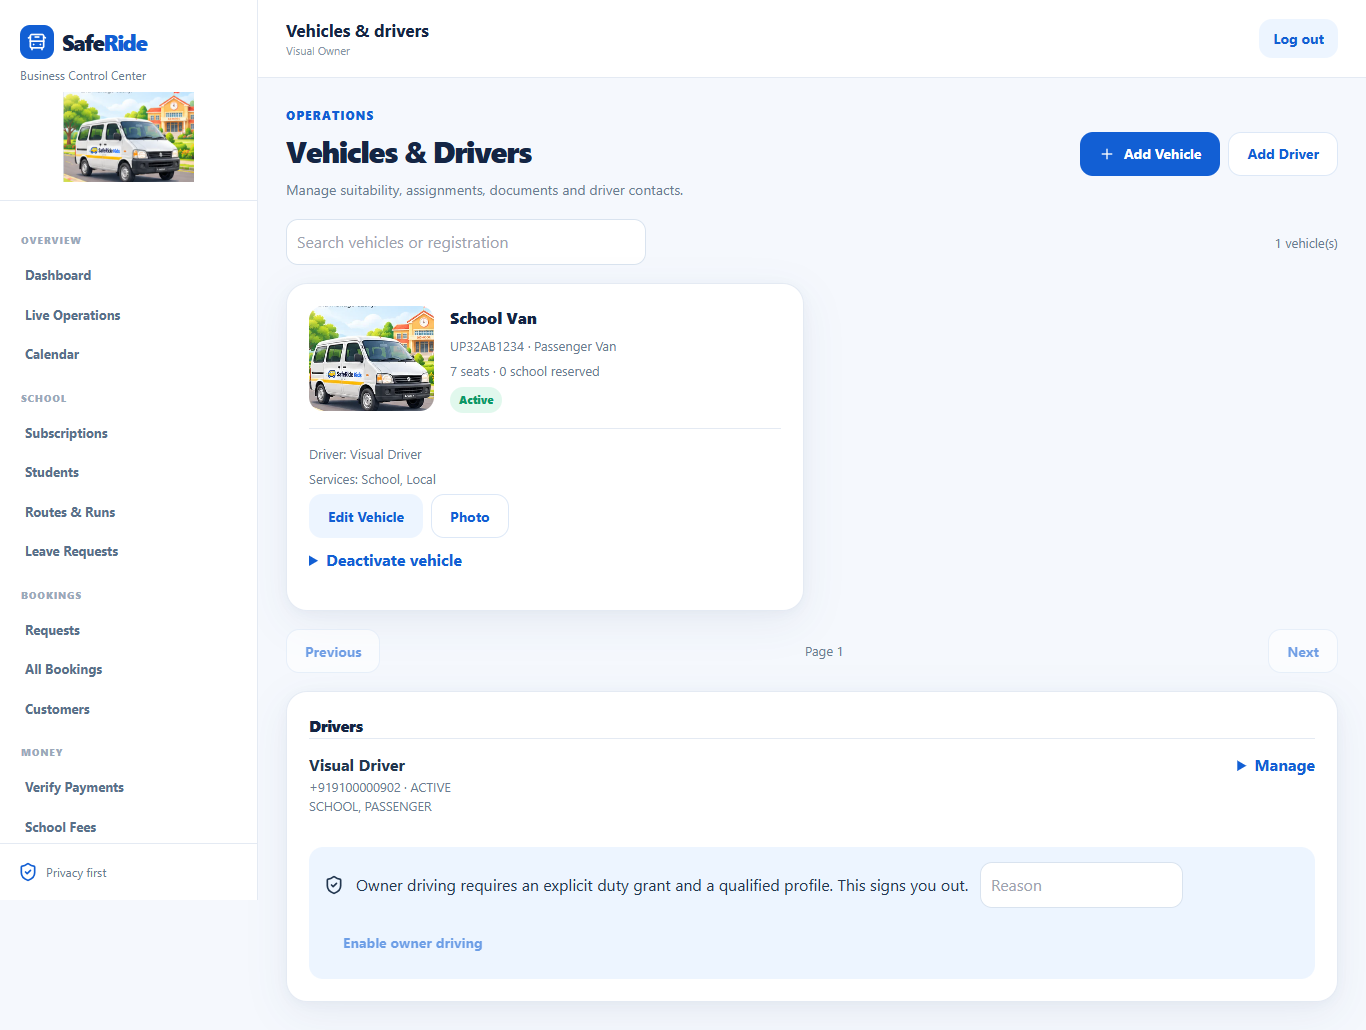 SafeRide
Business Control Center
OVERVIEW
Dashboard
Live Operations
Calendar
SCHOOL
Subscriptions
Students
Routes & Runs
Leave Requests
BOOKINGS
Requests
All Bookings
Customers
MONEY
Verify Payments
School Fees
Privacy first
Vehicles & drivers
Visual Owner
Log out
OPERATIONS
Vehicles & Drivers
Manage suitability, assignments, documents and driver contacts.
+ Add Vehicle
Add Driver
Search vehicles or registration
1 vehicle(s)
SafeRide Kids
School Van
UP32AB1234 · Passenger Van
7 seats · 0 school reserved
Active
Driver: Visual Driver
Services: School, Local
Edit Vehicle
Photo
Deactivate vehicle
Previous
Page 1
Next
Drivers
Visual Driver
+919100000902 · ACTIVE
SCHOOL, PASSENGER
Manage
Owner driving requires an explicit duty grant and a qualified profile. This signs you out.
Reason
Enable owner driving